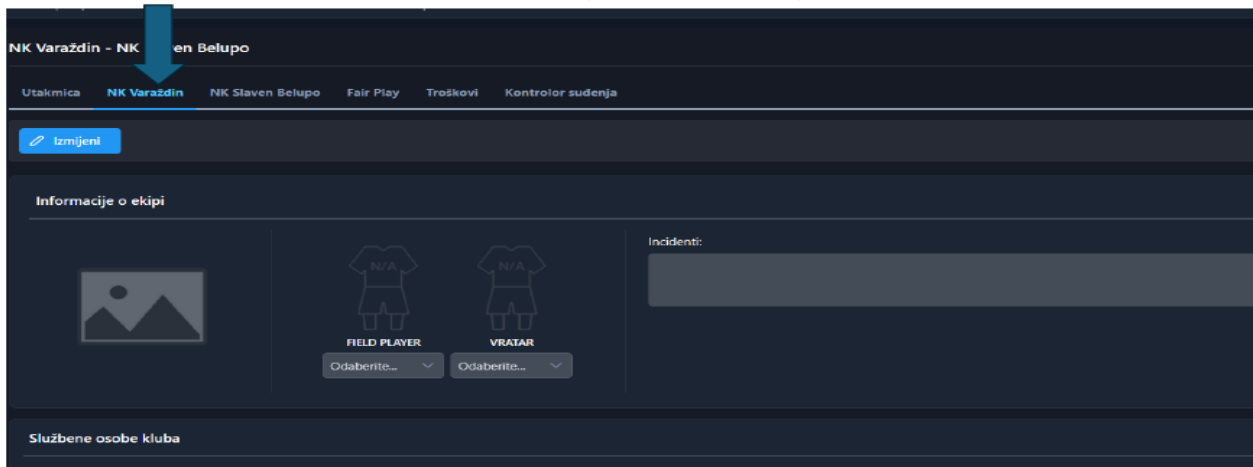 NK Varaždin - NK en Belupo
Utakmica NK Varaždin NK Slaven Belupo Fair Play Troškovi Kontrolor suđenja
Izmijeni
Informacije o ekipi
Incidenti:
N/A N/A
FIELD PLAYER VRATAR
Odaberite... Odaberite...
Službene osobe kluba